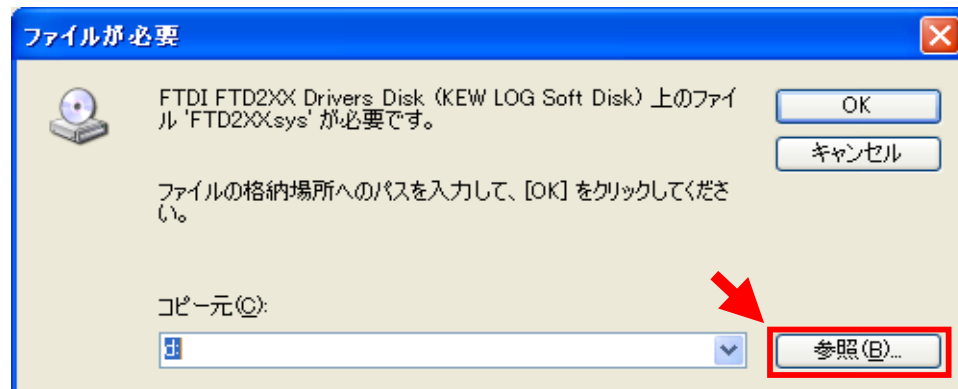 ファイルが必要
FTDI FTD2XX Drivers Disk (KEW LOG Soft Disk) 上のファイ
ル 'FTD2XX.sys' が必要です。
OK
キャンセル
ファイルの格納場所へのパスを入力して、[OK] をクリックしてくださ
い。
コピー元(C):
d:
参照(B)...